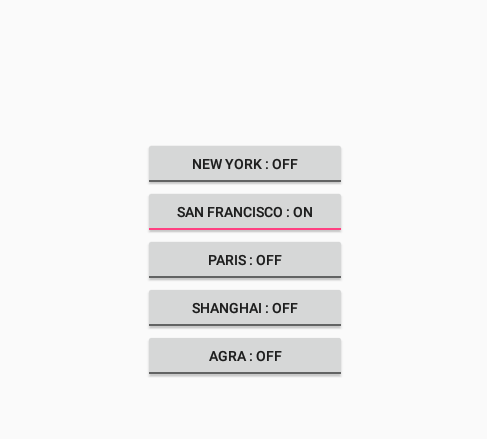 NEW YORK : OFF
SAN FRANCISCO : ON
PARIS : OFF
SHANGHAI : OFF
AGRA : OFF